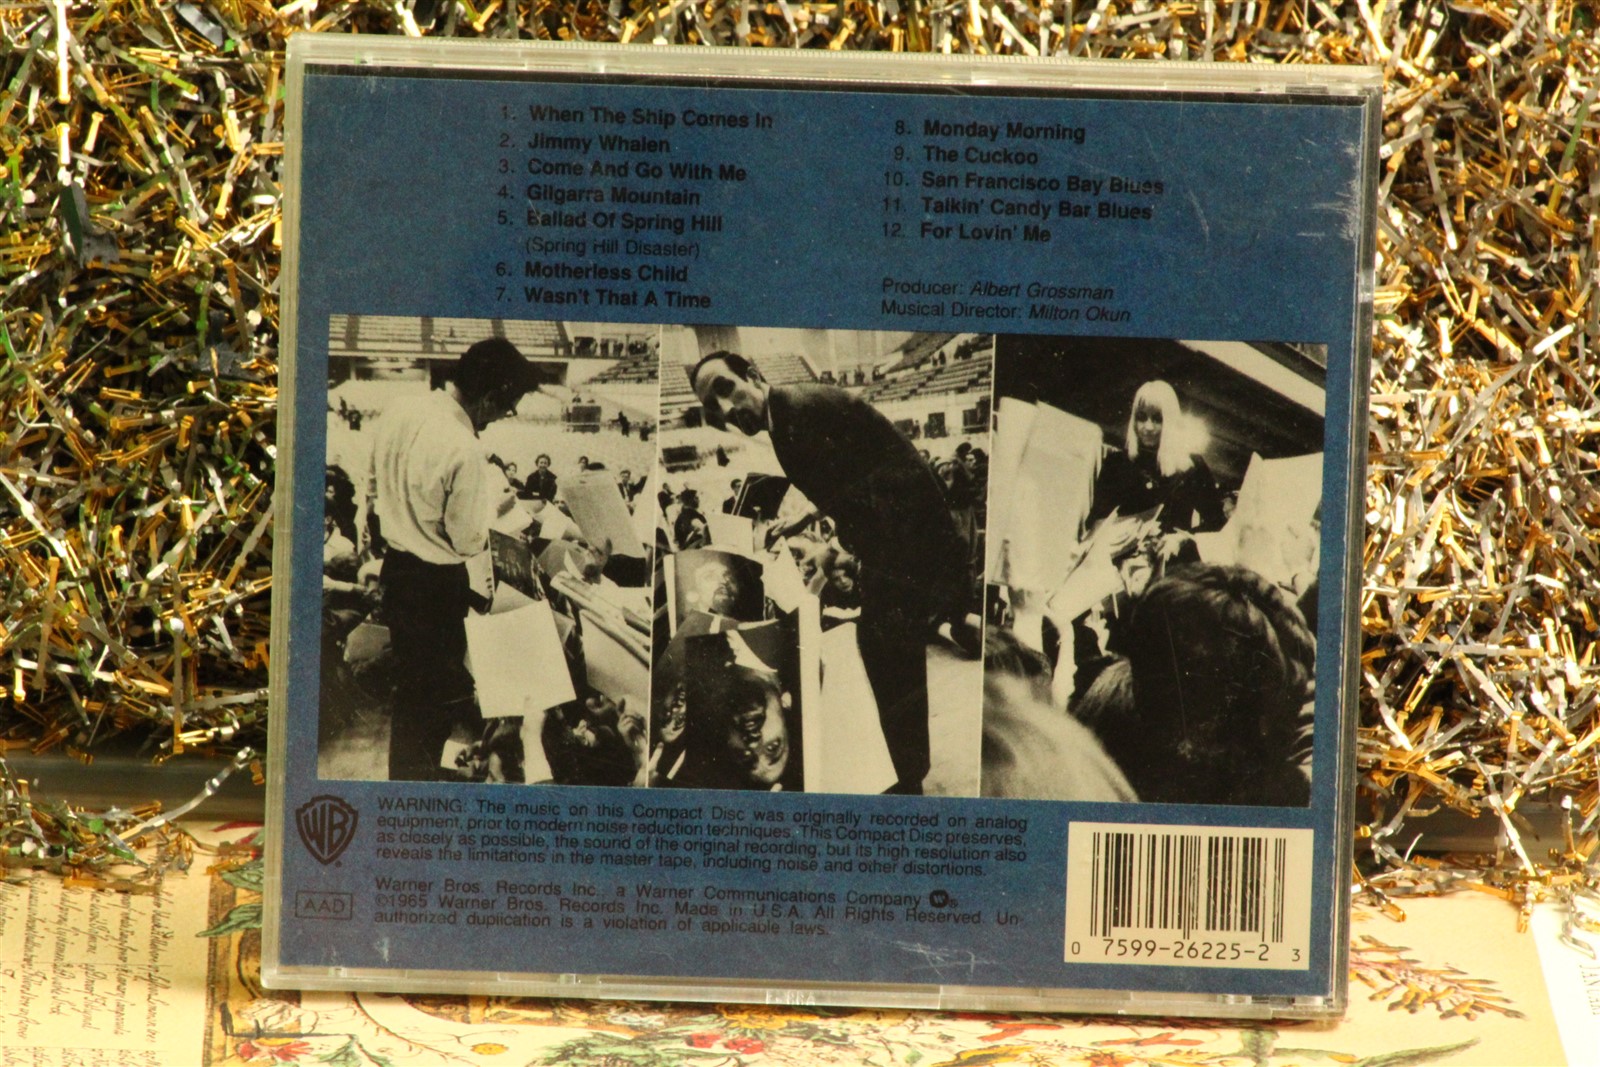 1. When The Ship Comes In
2. Jimmy Whalen
3. Come And Go With Me
4. Gilgarra Mountain
5. Ballad Of Spring Hill
(Spring Hill Disaster)
6. Motherless Child
7. Wasn't That A Time
8. Monday Morning
9. The Cuckoo
10. San Francisco Bay Blues
11. Talkin' Candy Bar Blues
12. For Lovin' Me
Producer: Albert Grossman
Musical Director: Milton Okun
WB
AAD
WARNING: The music on this Compact Disc was originally recorded on analog
equipment, prior to modern noise reduction techniques. This Compact Disc preserves,
as closely as possible, the sound of the original recording, but its high resolution also
reveals the limitations in the master tape, including noise and other distortions.
Warner Bros. Records Inc., a Warner Communications Company
©1965 Warner Bros. Records Inc. Made in U.S.A. All Rights Reserved. Un-
authorized duplication is a violation of applicable laws.
0 7599-26225-2 3